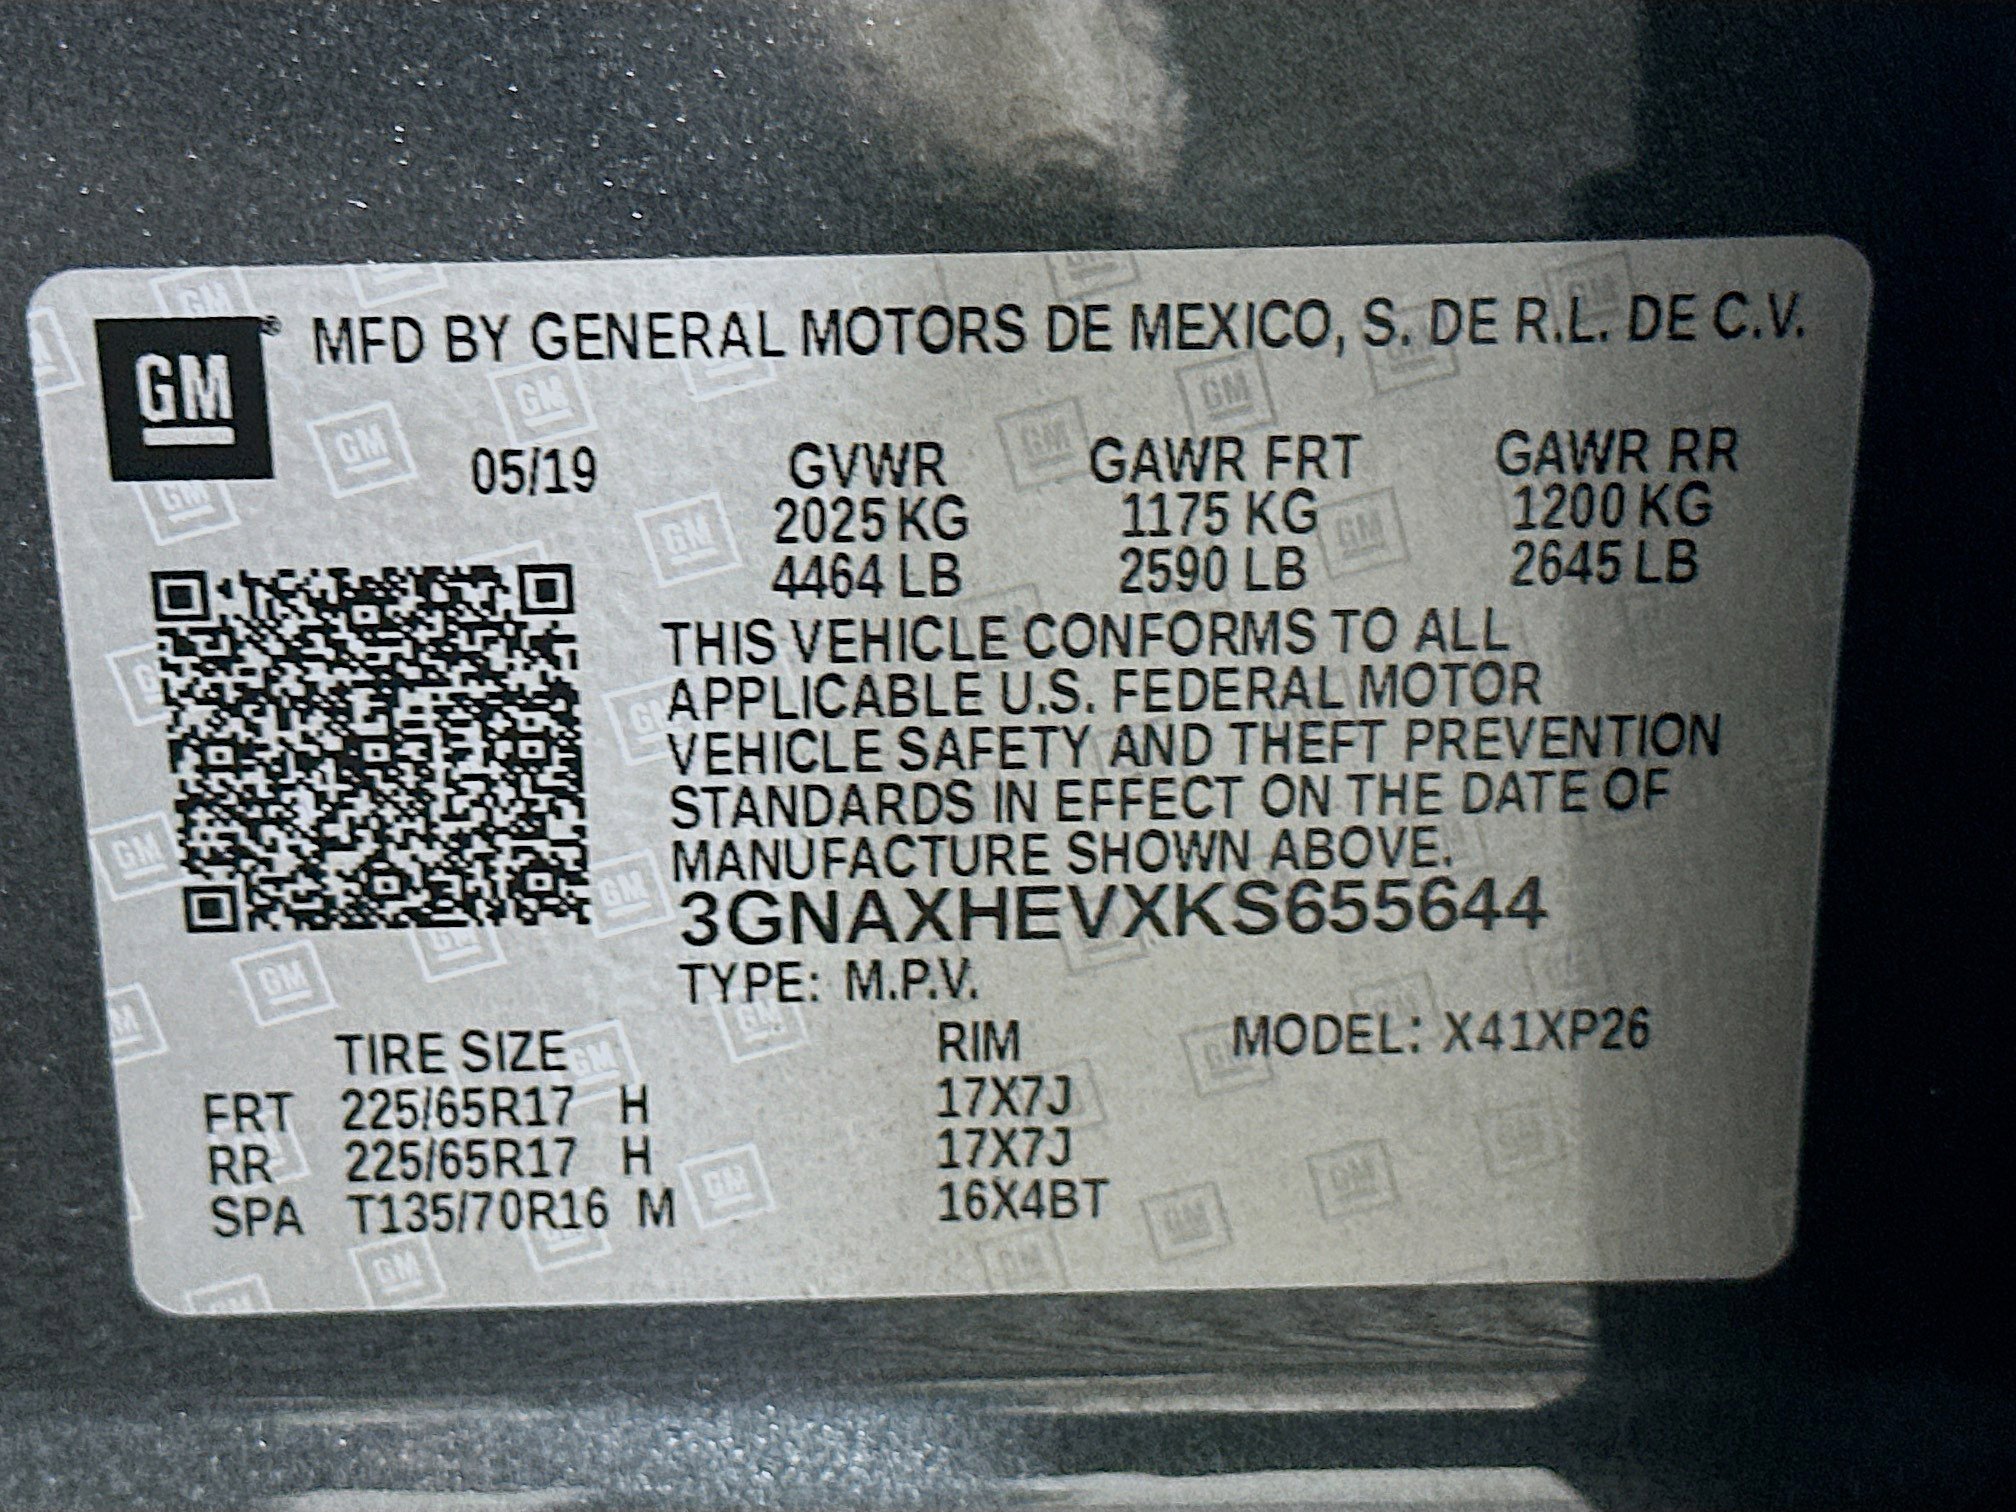 GM® MFD BY GENERAL MOTORS DE MEXICO, S. DE R.L. DE C.V.
05/19 GVWR GAWR FRT GAWR RR
2025 KG 1175 KG 1200 KG
4464 LB 2590 LB 2645 LB
THIS VEHICLE CONFORMS TO ALL
APPLICABLE U.S. FEDERAL MOTOR
VEHICLE SAFETY AND THEFT PREVENTION
STANDARDS IN EFFECT ON THE DATE OF
MANUFACTURE SHOWN ABOVE.
3GNAXHEVXKS655644
TYPE: M.P.V.
TIRE SIZE RIM MODEL: X41XP26
FRT 225/65R17 H 17X7J
RR 225/65R17 H 17X7J
SPA T135/70R16 M 16X4BT